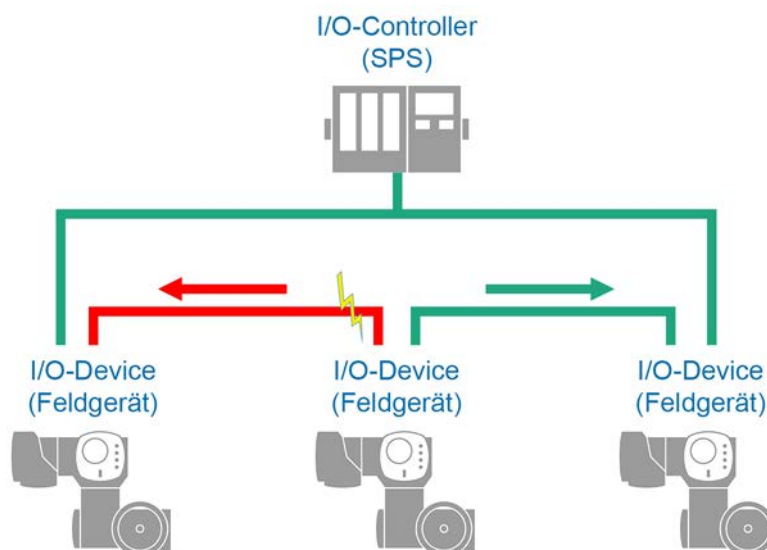 I/O-Controller
(SPS)
I/O-Device
(Feldgerät)
I/O-Device
(Feldgerät)
I/O-Device
(Feldgerät)